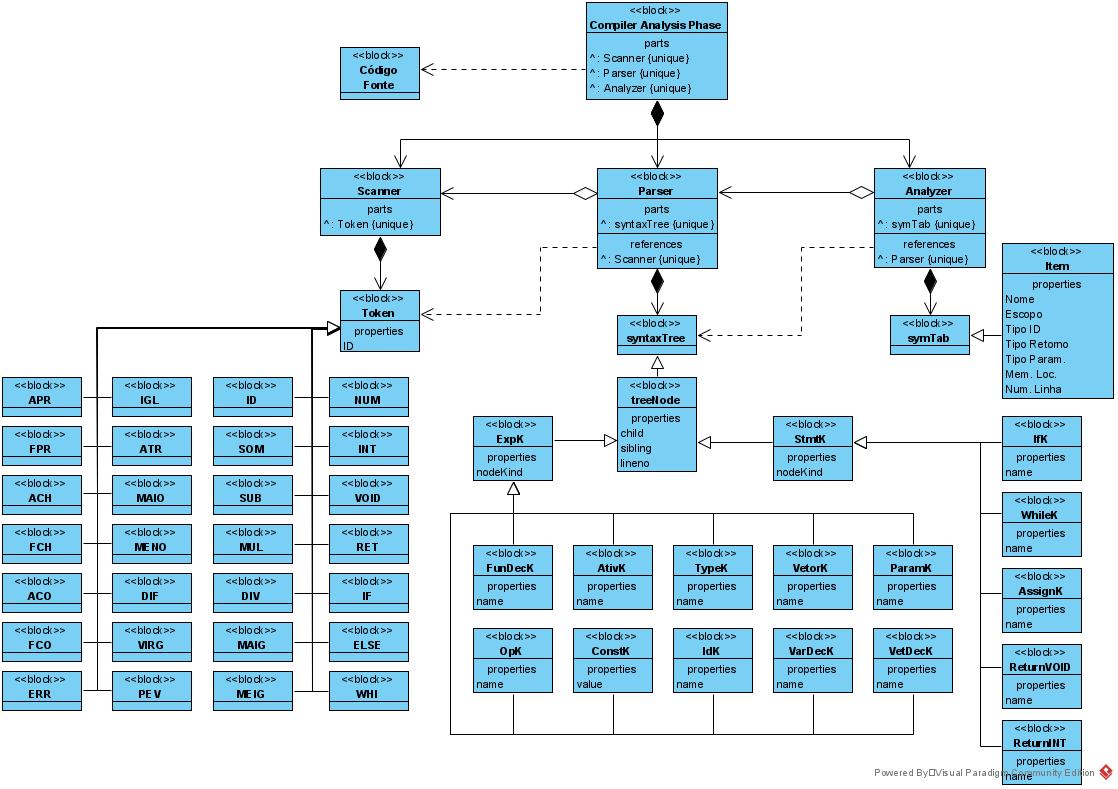 <<block>>
Compiler Analysis Phase
parts
^ : Scanner {unique}
^ : Parser {unique}
^ : Analyzer {unique}
<<block>>
Código
Fonte
<<block>>
Scanner
parts
^ : Token {unique}
<<block>>
Parser
parts
^ : syntaxTree {unique}
references
^ : Scanner {unique}
<<block>>
Analyzer
parts
^ : symTab {unique}
references
^ : Parser {unique}
<<block>>
Item
properties
Nome
Escopo
Tipo ID
Tipo Retorno
Tipo Param.
Mem. Loc.
Num. Linha
<<block>>
Token
properties
ID
<<block>>
syntaxTree
<<block>>
symTab
<<block>>
treeNode
properties
child
sibling
lineno
<<block>>
ExpK
properties
nodeKind
<<block>>
StmtK
properties
nodeKind
<<block>>
APR
<<block>>
IGL
<<block>>
ID
<<block>>
NUM
<<block>>
FPR
<<block>>
ATR
<<block>>
SOM
<<block>>
INT
<<block>>
ACH
<<block>>
MAIO
<<block>>
SUB
<<block>>
VOID
<<block>>
FCH
<<block>>
MENO
<<block>>
MUL
<<block>>
RET
<<block>>
ACO
<<block>>
DIF
<<block>>
DIV
<<block>>
IF
<<block>>
FCO
<<block>>
VIRG
<<block>>
MAIG
<<block>>
ELSE
<<block>>
ERR
<<block>>
PEV
<<block>>
MEIG
<<block>>
WHI
<<block>>
FunDecK
properties
name
<<block>>
AtivK
properties
name
<<block>>
TypeK
properties
name
<<block>>
VetorK
properties
name
<<block>>
ParamK
properties
name
<<block>>
OpK
properties
name
<<block>>
ConstK
properties
value
<<block>>
IdK
properties
name
<<block>>
VarDecK
properties
name
<<block>>
VetDecK
properties
name
<<block>>
IfK
properties
name
<<block>>
WhileK
properties
name
<<block>>
AssignK
properties
name
<<block>>
ReturnVOID
properties
name
<<block>>
ReturnINT
properties
name
Powered By Visual Paradigm Community Edition